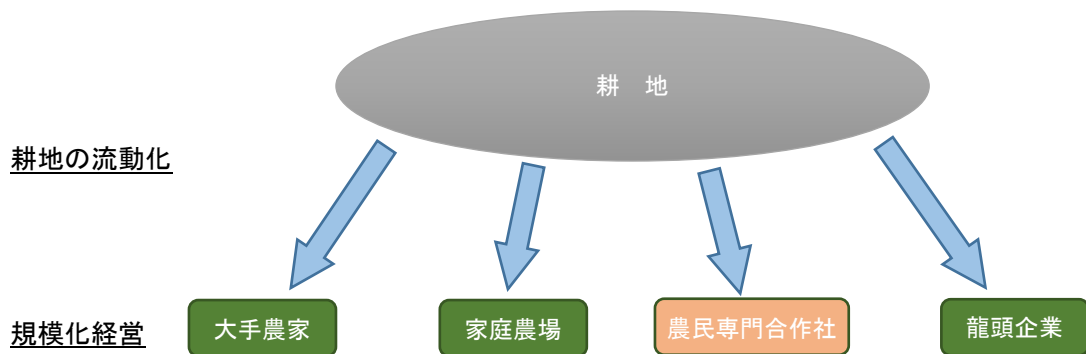 耕　地
耕地の流動化
規模化経営
大手農家
家庭農場
農民専門合作社
龍頭企業